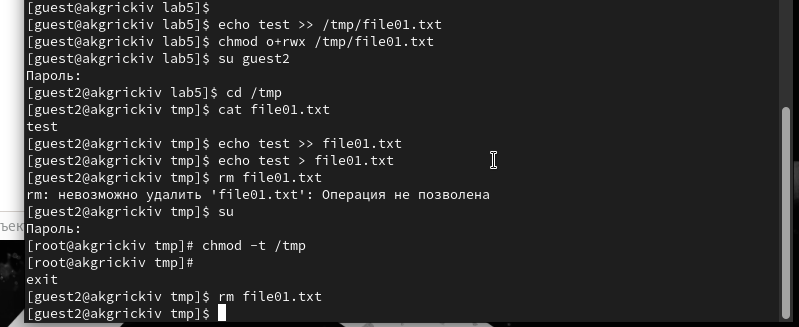 [guest@akgrickiv lab5]$
[guest@akgrickiv lab5]$ echo test >> /tmp/file01.txt
[guest@akgrickiv lab5]$ chmod o+rwx /tmp/file01.txt
[guest@akgrickiv lab5]$ su guest2
Пароль:
[guest2@akgrickiv lab5]$ cd /tmp
[guest2@akgrickiv tmp]$ cat file01.txt
test
[guest2@akgrickiv tmp]$ echo test >> file01.txt
[guest2@akgrickiv tmp]$ echo test > file01.txt
[guest2@akgrickiv tmp]$ rm file01.txt
rm: невозможно удалить 'file01.txt': Операция не позволена
[guest2@akgrickiv tmp]$ su
Пароль:
[root@akgrickiv tmp]# chmod -t /tmp
[root@akgrickiv tmp]#
exit
[guest2@akgrickiv tmp]$ rm file01.txt
[guest2@akgrickiv tmp]$